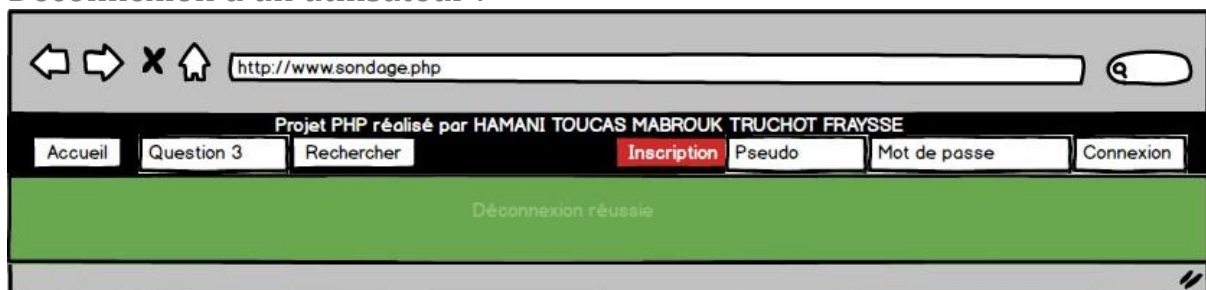 Déconnexion d'un utilisateur :
http://www.sondage.php
Projet PHP réalisé par HAMANI TOUCAS MABROUK TRUCHOT FRAYSSE
Accueil Question 3 Rechercher Inscription Pseudo Mot de passe Connexion
Déconnexion réussie